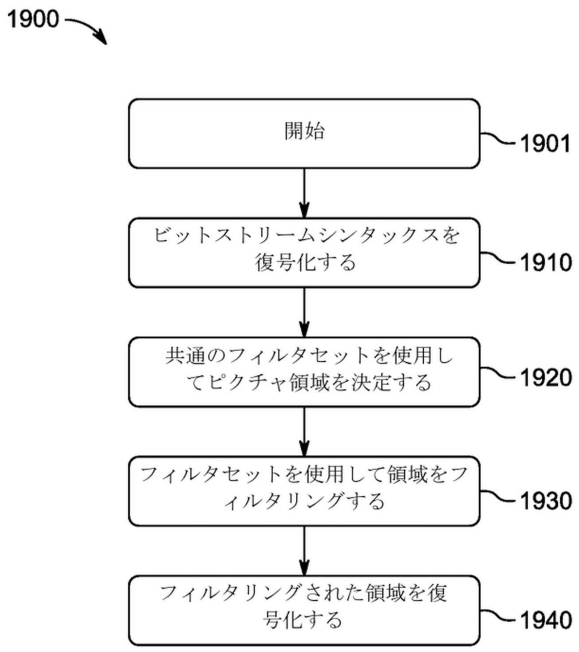 1900
開始
1901
ビットストリームシンタックスを
復号化する
1910
共通のフィルタセットを使用し
てピクチャ領域を決定する
1920
フィルタセットを使用して領域をフ
ィルタリングする
1930
フィルタリングされた領域を復
号化する
1940